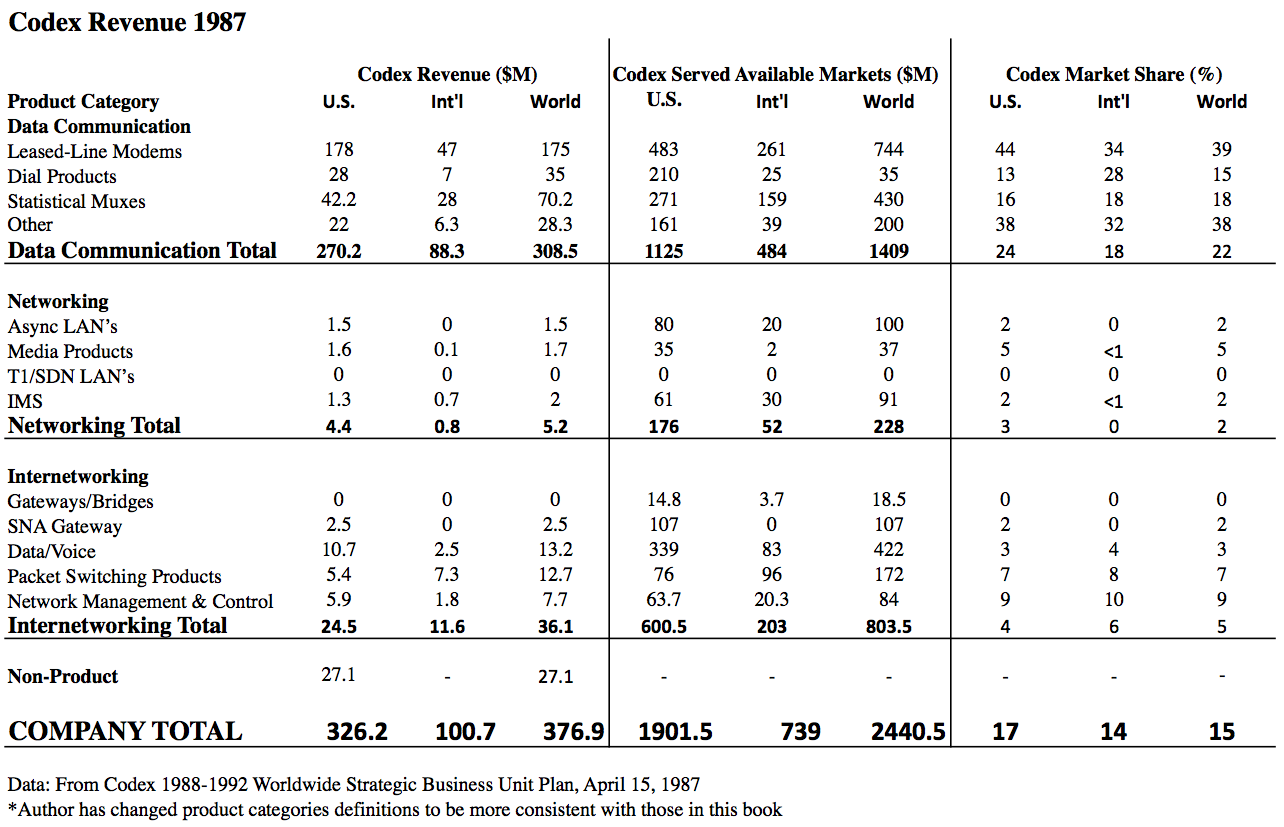 Codex Revenue 1987
Codex Revenue ($M) Codex Served Available Markets ($M) Codex Market Share (%)
Product Category U.S. Int'l World U.S. Int'l World U.S. Int'l World
Data Communication
Leased-Line Modems 178 47 175 483 261 744 44 34 39
Dial Products 28 7 35 210 25 35 13 28 15
Statistical Muxes 42.2 28 70.2 271 159 430 16 18 18
Other 22 6.3 28.3 161 39 200 38 32 38
Data Communication Total 270.2 88.3 308.5 1125 484 1409 24 18 22
Networking
Async LAN’s 1.5 0 1.5 80 20 100 2 0 2
Media Products 1.6 0.1 1.7 35 2 37 5 <1 5
T1/SDN LAN’s 0 0 0 0 0 0 0 0 0
IMS 1.3 0.7 2 61 30 91 2 <1 2
Networking Total 4.4 0.8 5.2 176 52 228 3 0 2
Internetworking
Gateways/Bridges 0 0 0 14.8 3.7 18.5 0 0 0
SNA Gateway 2.5 0 2.5 107 0 107 2 0 2
Data/Voice 10.7 2.5 13.2 339 83 422 3 4 3
Packet Switching Products 5.4 7.3 12.7 76 96 172 7 8 7
Network Management & Control 5.9 1.8 7.7 63.7 20.3 84 9 10 9
Internetworking Total 24.5 11.6 36.1 600.5 203 803.5 4 6 5
Non-Product 27.1 - 27.1 - - - - - -
COMPANY TOTAL 326.2 100.7 376.9 1901.5 739 2440.5 17 14 15
Data: From Codex 1988-1992 Worldwide Strategic Business Unit Plan, April 15, 1987
*Author has changed product categories definitions to be more consistent with those in this book